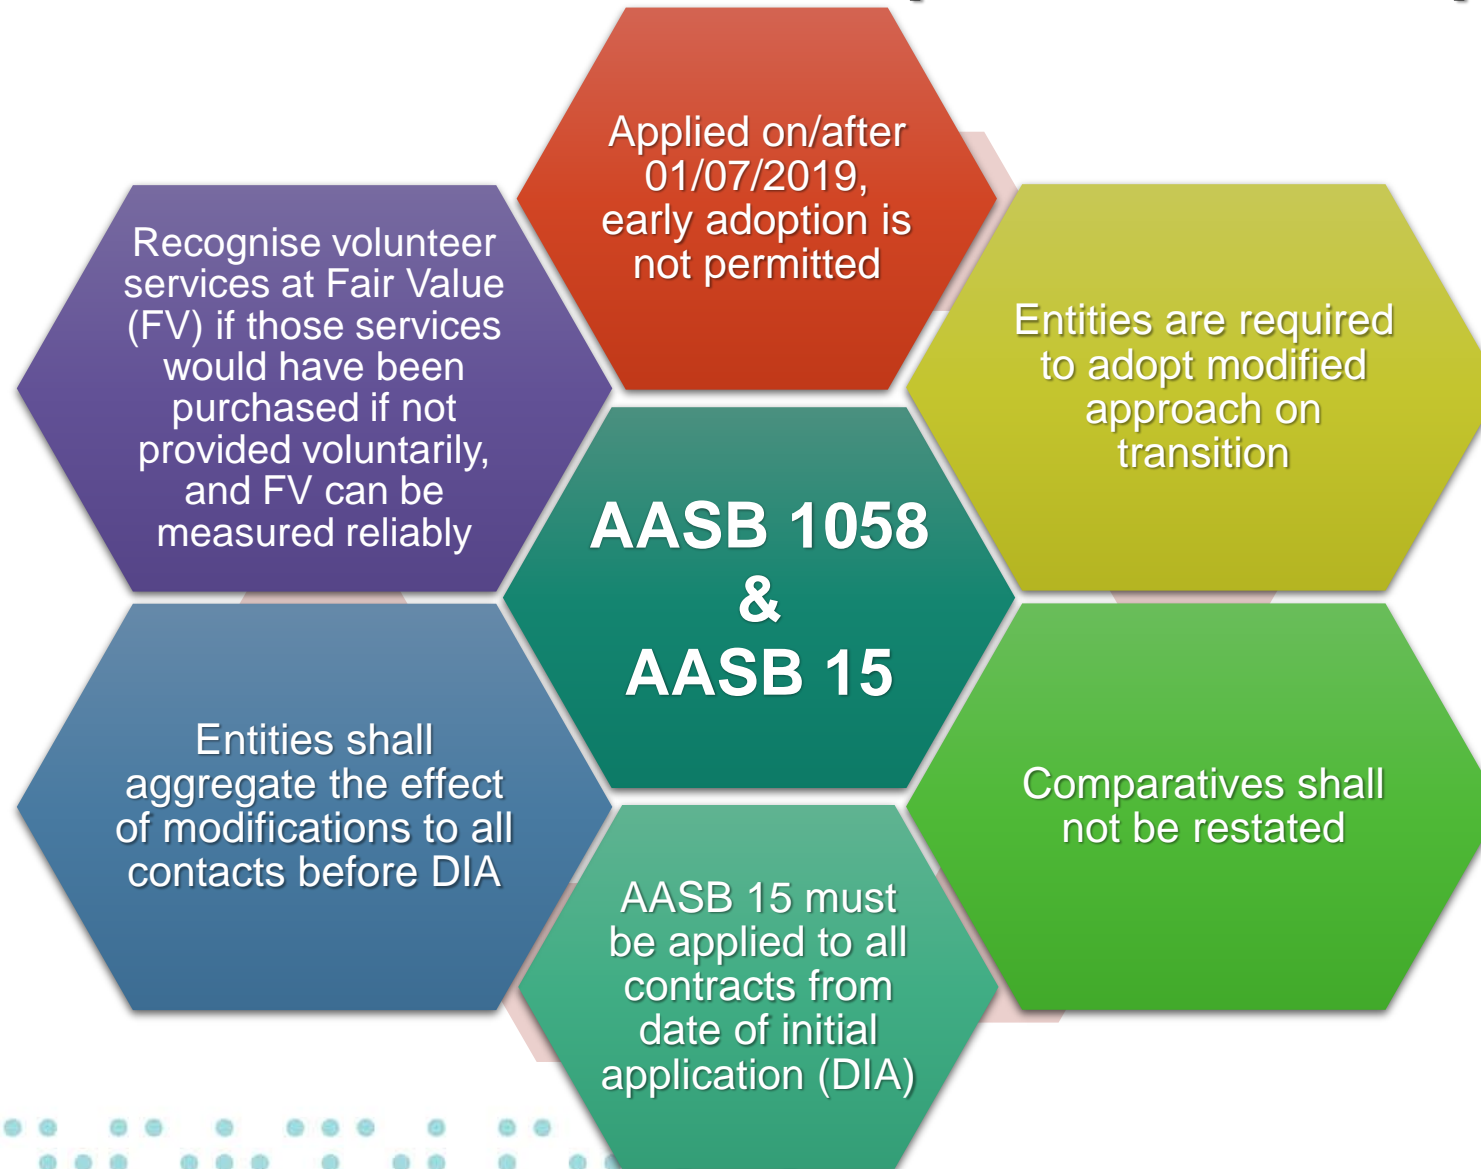 Applied on/after
01/07/2019,
early adoption is
not permitted
Entities are required
to adopt modified
approach on
transition
Comparatives shall
not be restated
AASB 15 must
be applied to all
contracts from
date of initial
application (DIA)
Entities shall
aggregate the effect
of modifications to all
contacts before DIA
Recognise volunteer
services at Fair Value
(FV) if those services
would have been
purchased if not
provided voluntarily,
and FV can be
measured reliably
AASB 1058
&
AASB 15